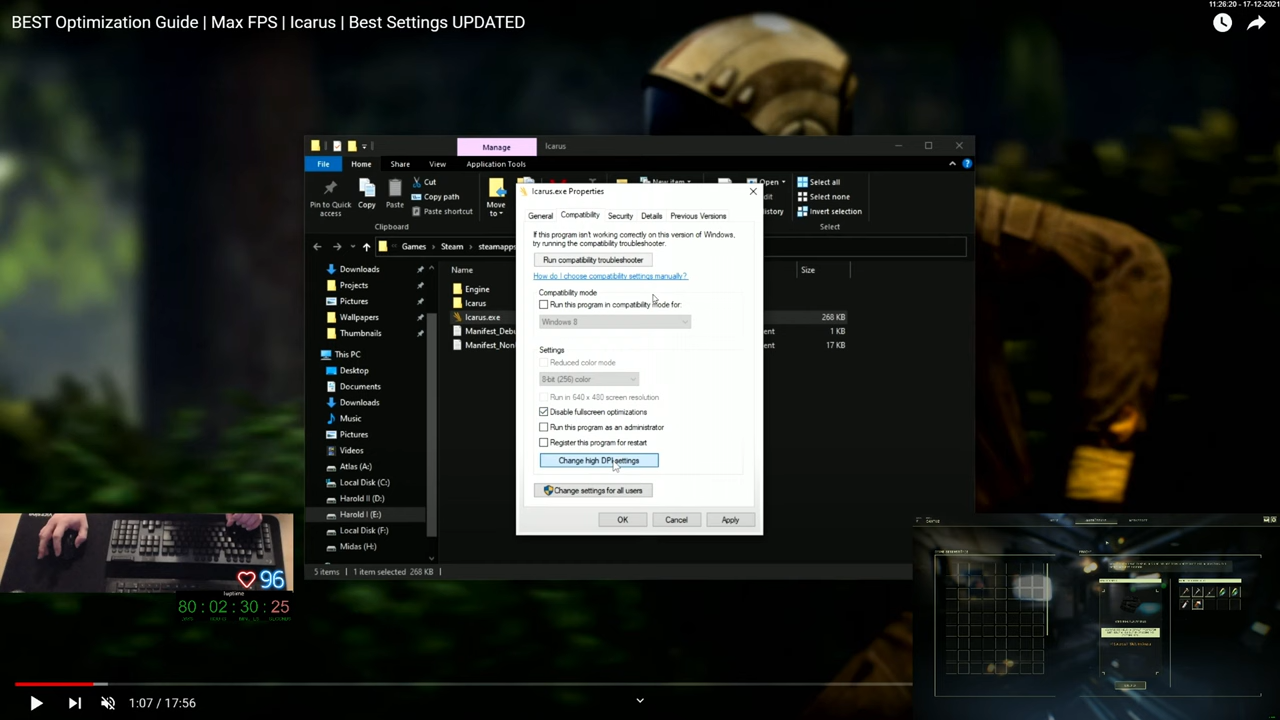 11:26:20 - 17-12-2021
BEST Optimization Guide | Max FPS | Icarus | Best Settings UPDATED
Manage
Icarus
File
Home
Share
View
Application Tools
Pin to Quick access
Copy
Paste
Cut
Copy path
Paste shortcut
Move to
New item
Open
History
Select all
Select none
Invert selection
Clipboard
Select
Games
Steam
steamapps
Downloads
Projects
Pictures
Wallpapers
Thumbnails
This PC
Desktop
Documents
Downloads
Music
Pictures
Videos
Atlas (A:)
Local Disk (C:)
Harold II (D:)
Harold I (E:)
Local Disk (F:)
Midas (H:)
Name
Size
Engine
Icarus
Icarus.exe
268 KB
Manifest_Debu
1 KB
Manifest_Non
17 KB
Icarus.exe Properties
General
Compatibility
Security
Details
Previous Versions
If this program isn't working correctly on this version of Windows,
try running the compatibility troubleshooter.
Run compatibility troubleshooter
How do I choose compatibility settings manually?
Compatibility mode
Run this program in compatibility mode for:
Windows 8
Settings
Reduced color mode
8-bit (256) color
Run in 640 x 480 screen resolution
Disable fullscreen optimizations
Run this program as an administrator
Register this program for restart
Change high DPI settings
Change settings for all users
OK
Cancel
Apply
5 items
1 item selected 268 KB
96
Iuptime
80:02:30:25
1:07 / 17:56